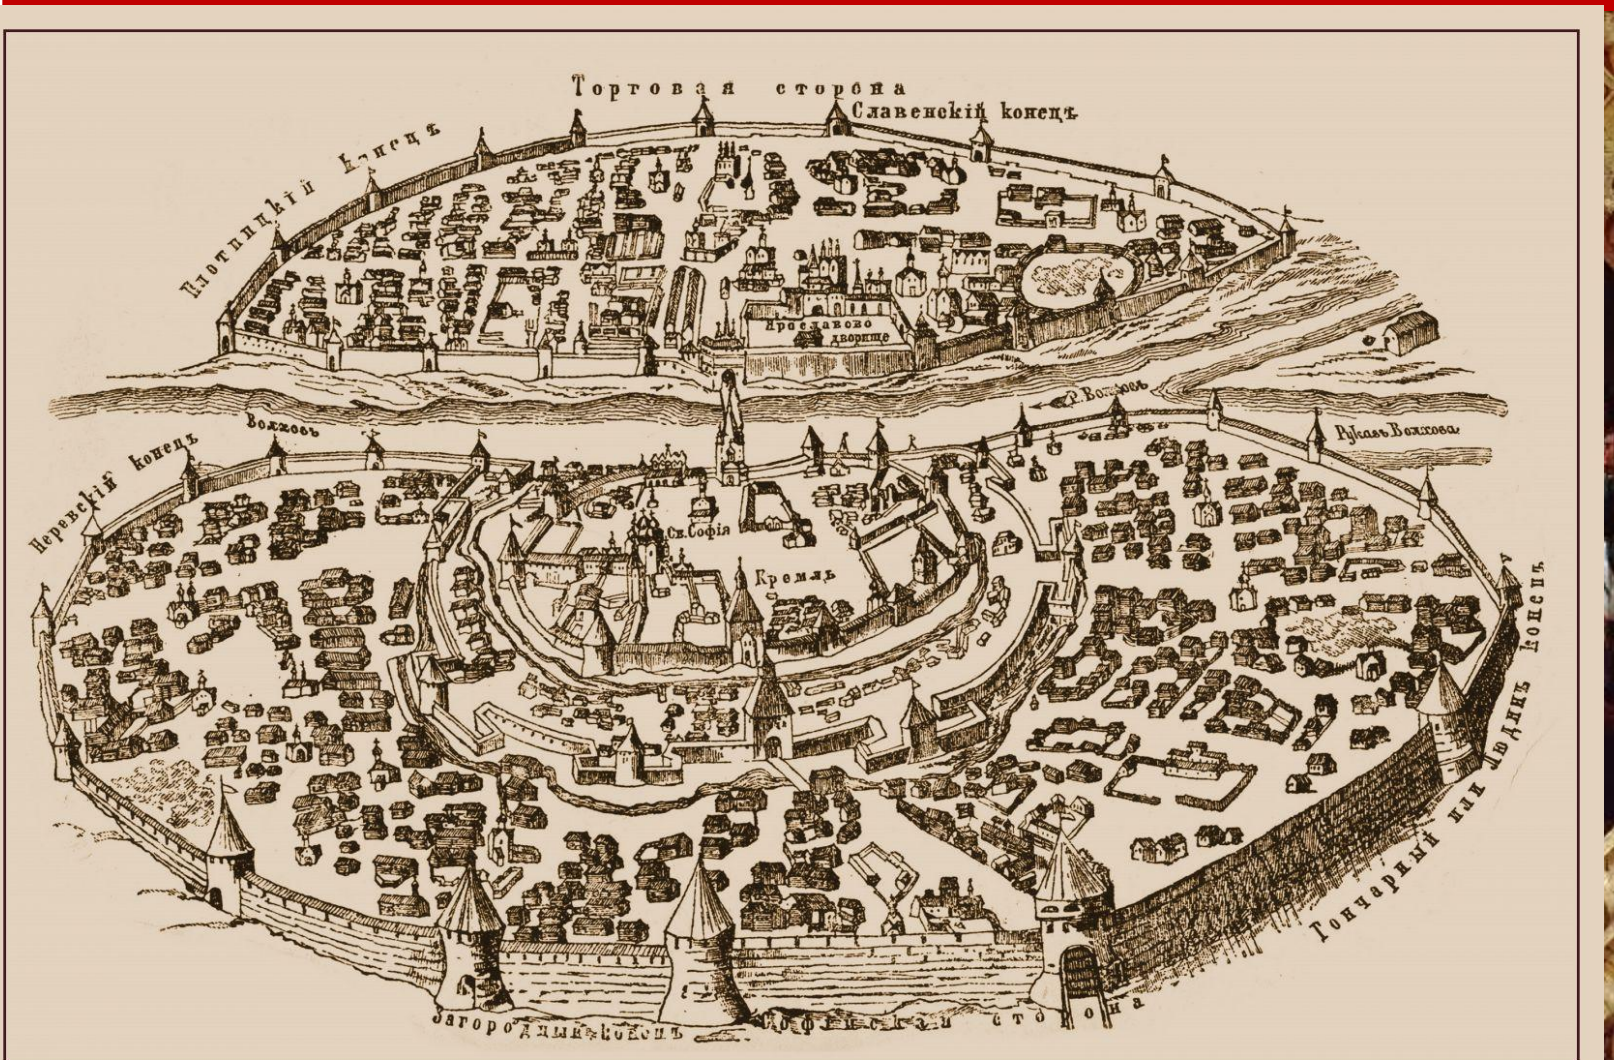 Торговая сторона
Славенскій конецъ
Плотницкій конецъ
Ярославово
дворище
Р. Волховъ
Волховъ
Рукавъ Волхова
Неревскій конецъ
Св. Софія
Кремль
Гончарный или Людинъ конецъ
Загородный конецъ
Софійская сторона